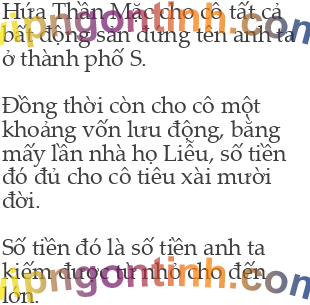 Hứa Thần Mặc cho cô tất cả
bất động sản đứng tên anh ta
ở thành phố S.
Đồng thời còn cho cô một
khoảng vốn lưu động, bằng
mấy lần nhà họ Liễu, số tiền
đó đủ cho cô tiêu xài mười
đời.
Số tiền đó là số tiền anh ta
kiếm được từ nhỏ cho đến
lớn.